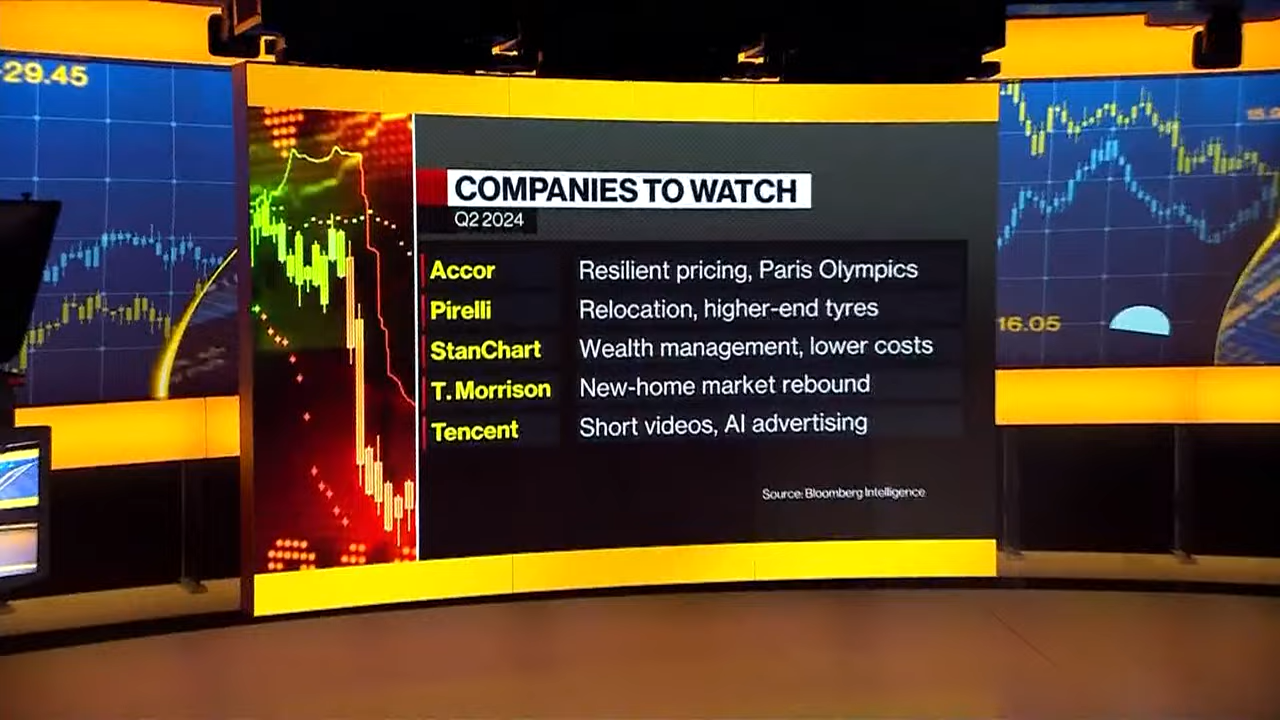 -29.45
COMPANIES TO WATCH
Q2 2024
Accor Resilient pricing, Paris Olympics
Pirelli Relocation, higher-end tyres
StanChart Wealth management, lower costs
T. Morrison New-home market rebound
Tencent Short videos, AI advertising
Source: Bloomberg Intelligence
16.05